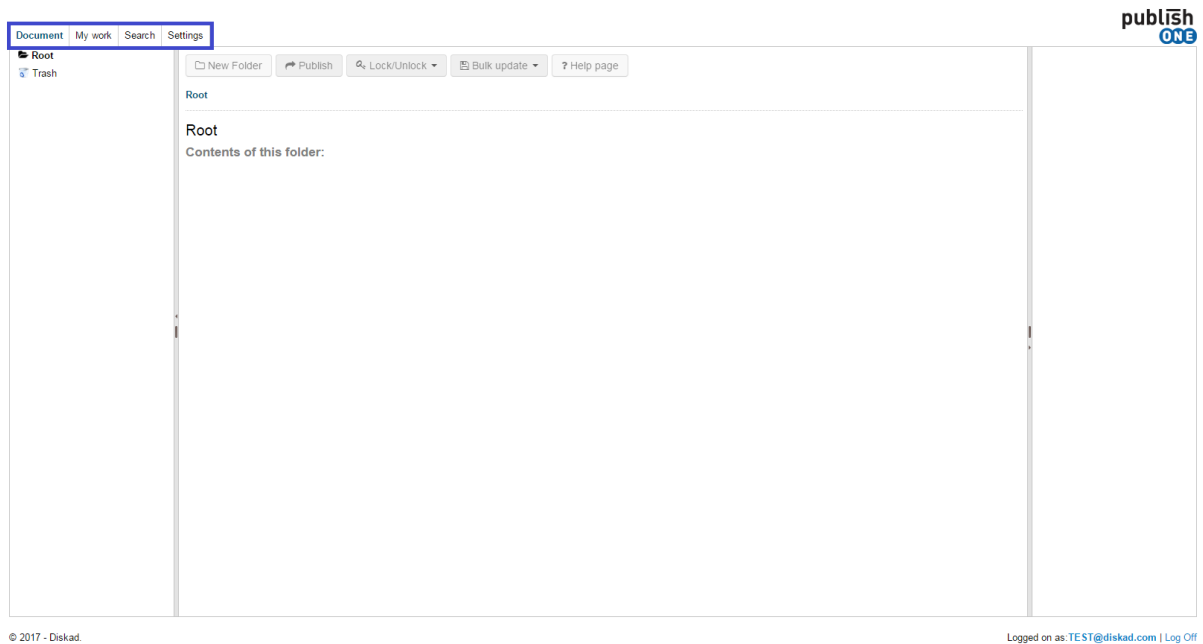 publish
ONE
Document My work Search Settings
Root
Trash
New Folder Publish Lock/Unlock Bulk update ? Help page
Root
Root
Contents of this folder:
© 2017 - Diskad.
Logged on as:TEST@diskad.com | Log Off